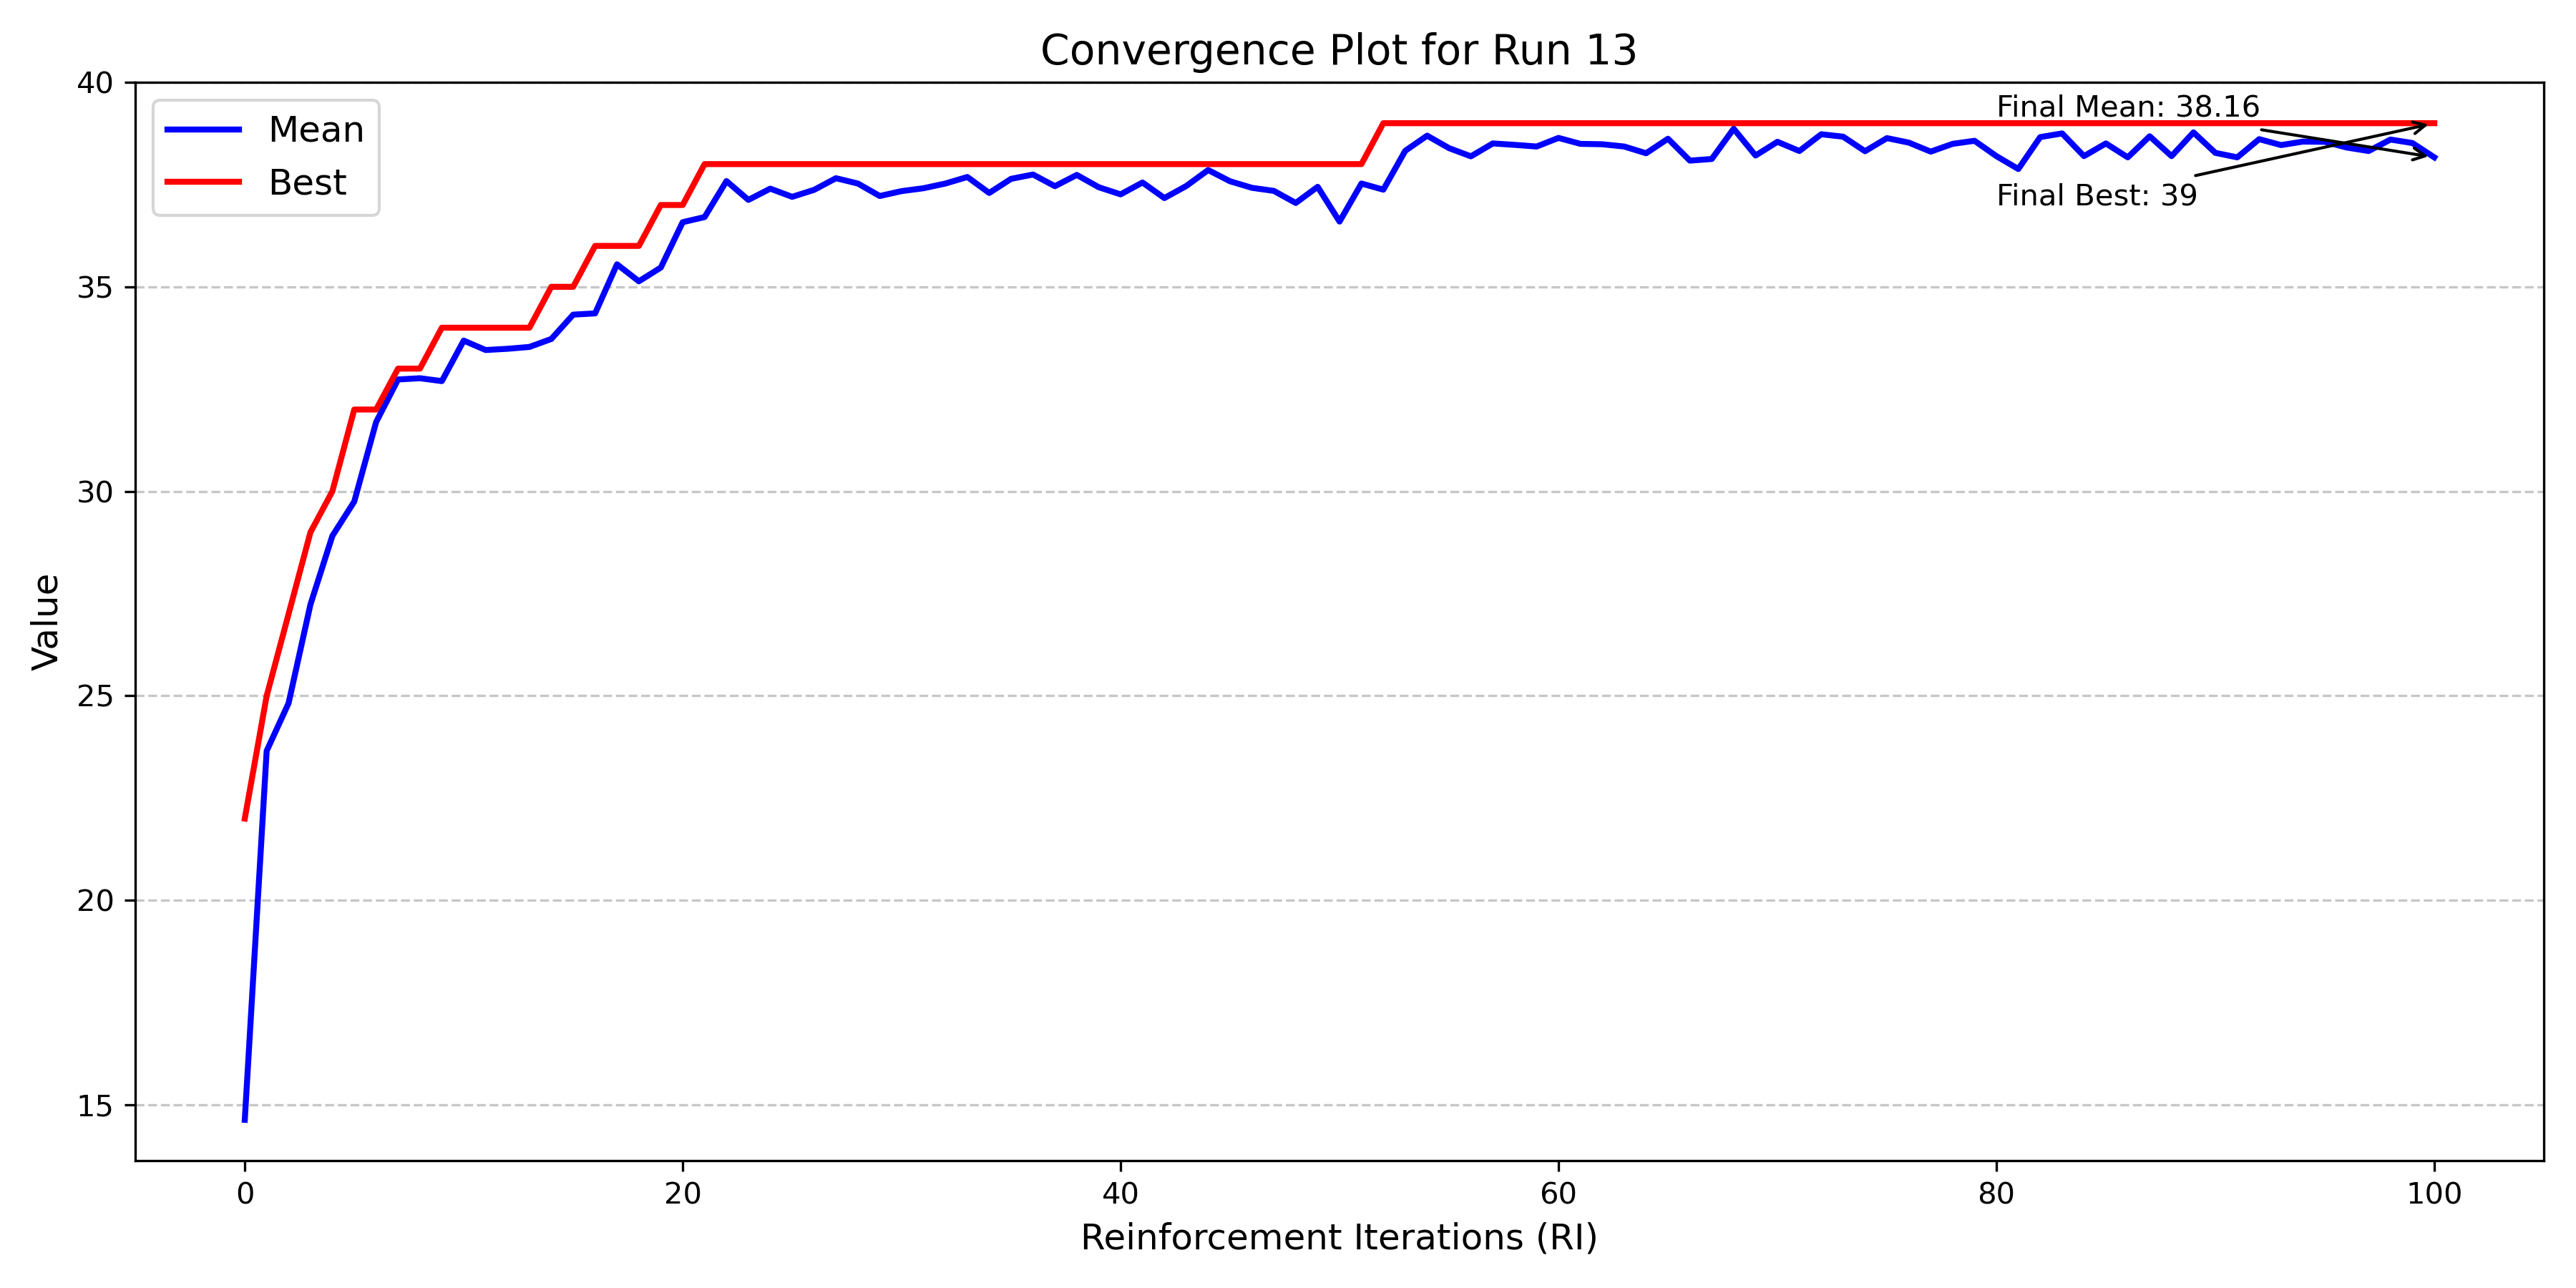 Convergence Plot for Run 13
Mean
Best
Final Mean: 38.16
Final Best: 39
Value
40
35
30
25
20
15
0
20
40
60
80
100
Reinforcement Iterations (RI)